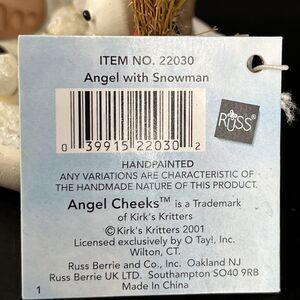 ITEM NO. 22030
Angel with Snowman
RUSS®
0 39915 22030 2
HANDPAINTED
ANY VARIATIONS ARE CHARACTERISTIC OF
THE HANDMADE NATURE OF THIS PRODUCT.
Angel Cheeks™ is a Trademark
of Kirk's Kritters
©Kirk's Kritters 2001
Licensed exclusively by O Tay!, Inc.
Wilton, CT.
Russ Berrie and Co., Inc. Oakland NJ
Russ Berrie UK LTD. Southampton SO40 9RB
1 Made in China